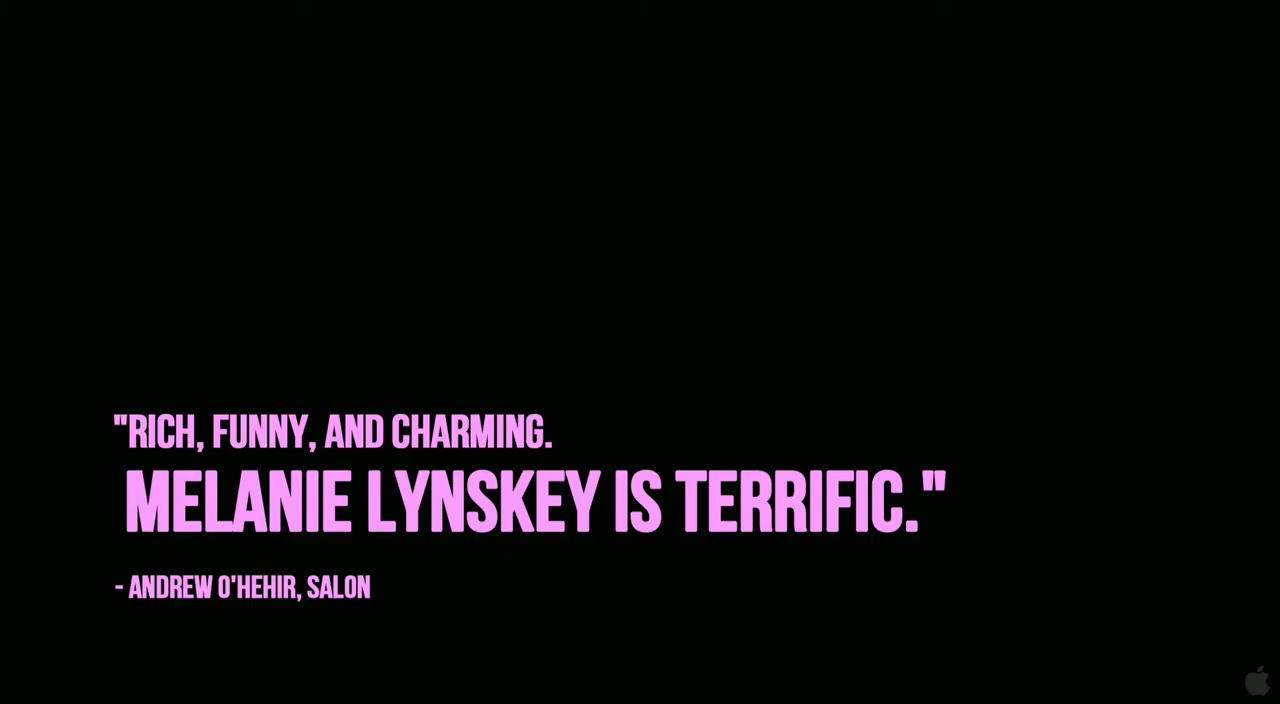 "RICH, FUNNY, AND CHARMING.
MELANIE LYNSKEY IS TERRIFIC."
- ANDREW O'HEHIR, SALON